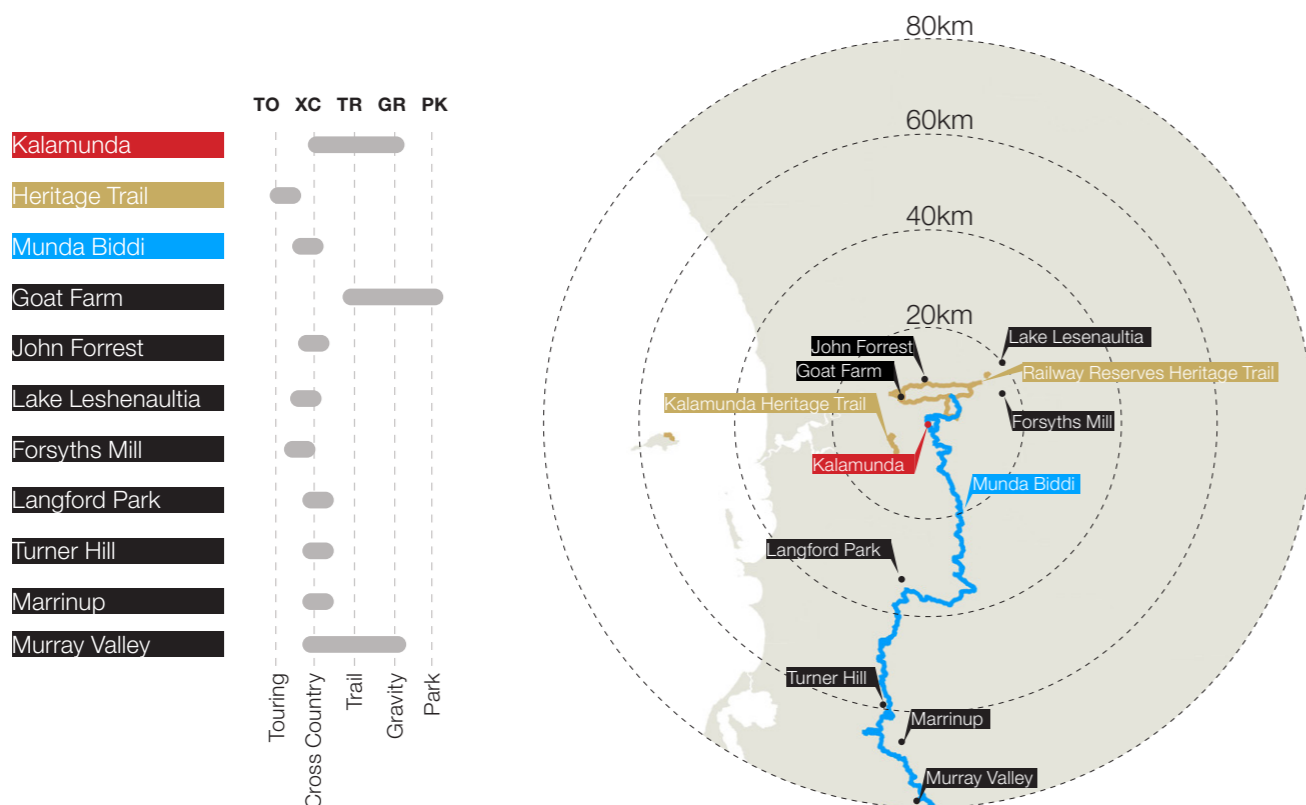 TO XC TR GR PK
Kalamunda
Heritage Trail
Munda Biddi
Goat Farm
John Forrest
Lake Leshenaultia
Forsyths Mill
Langford Park
Turner Hill
Marrinup
Murray Valley
Touring
Cross Country
Trail
Gravity
Park
80km
60km
40km
20km
Lake Lesenaultia
John Forrest
Goat Farm
Railway Reserves Heritage Trail
Kalamunda Heritage Trail
Forsyths Mill
Kalamunda
Munda Biddi
Langford Park
Turner Hill
Marrinup
Murray Valley